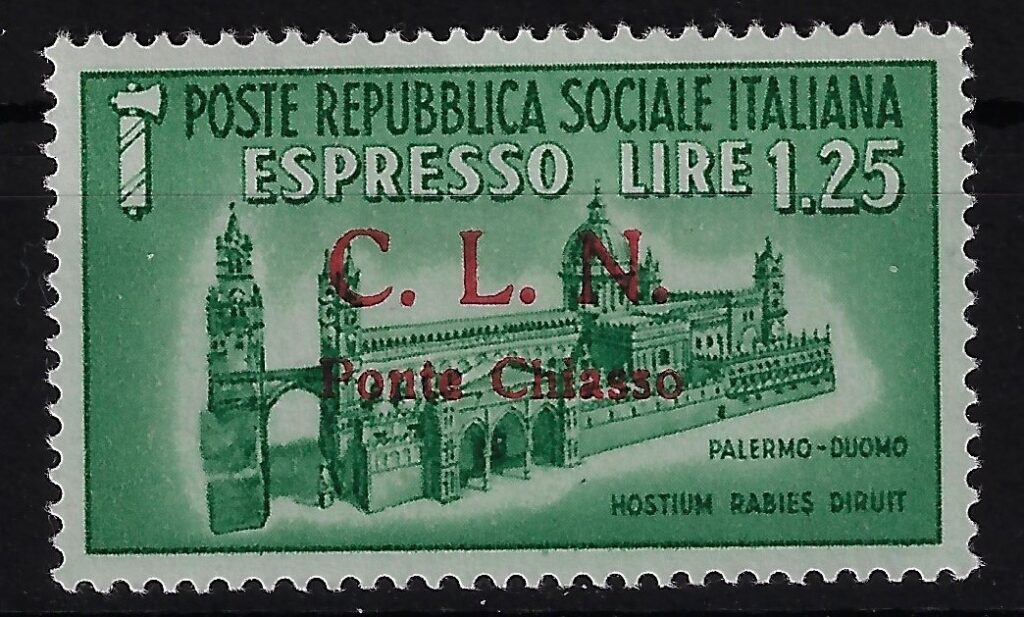 POSTE REPUBBLICA SOCIALE ITALIANA
ESPRESSO LIRE 1.25
C. L. N.
Ponte Chiasso
PALERMO-DUOMO
HOSTIUM RABIES DIRUIT